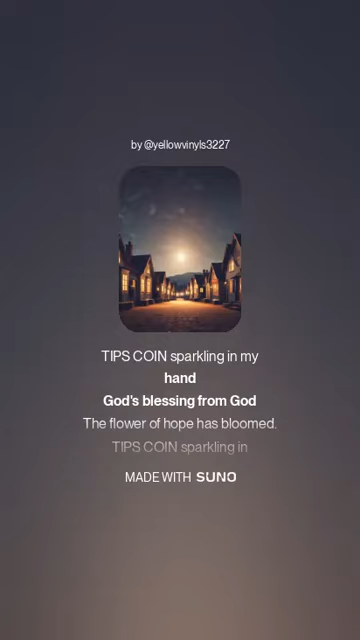 by @yellowvinyls3227
TIPS COIN sparkling in my
hand
God's blessing from God
The flower of hope has bloomed.
TIPS COIN sparkling in
MADE WITH SUNO